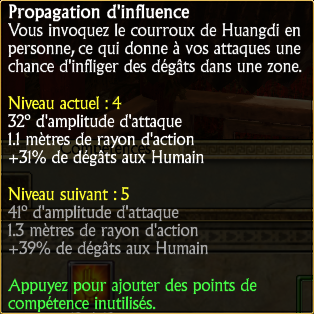 Propagation d'influence
Vous invoquez le courroux de Huangdi en
personne, ce qui donne à vos attaques une
chance d'infliger des dégâts dans une zone.
Niveau actuel : 4
32° d'amplitude d'attaque
1.1 mètres de rayon d'action
+31% de dégâts aux Humain
Niveau suivant : 5
41° d'amplitude d'attaque
1.3 mètres de rayon d'action
+39% de dégâts aux Humain
Appuyez pour ajouter des points de
compétence inutilisés.